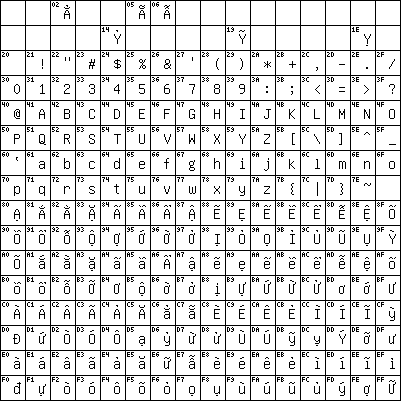 02 05 06
Ẳ Ẵ Ẫ
14 19 1E
Ỷ Ỹ Ỵ
20 21 22 23 24 25 26 27 28 29 2A 2B 2C 2D 2E 2F
! " # $ % & ' ( ) * + , - . /
30 31 32 33 34 35 36 37 38 39 3A 3B 3C 3D 3E 3F
0 1 2 3 4 5 6 7 8 9 : ; < = > ?
40 41 42 43 44 45 46 47 48 49 4A 4B 4C 4D 4E 4F
@ A B C D E F G H I J K L M N O
50 51 52 53 54 55 56 57 58 59 5A 5B 5C 5D 5E 5F
P Q R S T U V W X Y Z [ \ ] ^ _
60 61 62 63 64 65 66 67 68 69 6A 6B 6C 6D 6E 6F
` a b c d e f g h i j k l m n o
70 71 72 73 74 75 76 77 78 79 7A 7B 7C 7D 7E
p q r s t u v w x y z { | } ~
80 81 82 83 84 85 86 87 88 89 8A 8B 8C 8D 8E 8F
Ạ Ắ Ằ Ặ Ấ Ầ Ẩ Ậ Ẽ Ẹ Ế Ề Ể Ễ Ệ Ố
90 91 92 93 94 95 96 97 98 99 9A 9B 9C 9D 9E 9F
Ồ Ổ Ỗ Ộ Ợ Ớ Ờ Ở Ị Ỏ Ọ Ỉ Ủ Ũ Ụ Ỳ
A0 A1 A2 A3 A4 A5 A6 A7 A8 A9 AA AB AC AD AE AF
Õ ắ ằ ặ ấ ầ ẩ ậ ẽ ẹ ế ề ể ễ ệ ố
B0 B1 B2 B3 B4 B5 B6 B7 B8 B9 BA BB BC BD BE BF
ồ ổ ỗ Ỡ Ơ ộ ờ ở ị Ự Ứ Ừ Ử ơ ớ Ư
C0 C1 C2 C3 C4 C5 C6 C7 C8 C9 CA CB CC CD CE CF
À Á Â Ã Ả Ă ẳ ẵ È É Ê Ẻ Ì Í Ĩ ỳ
D0 D1 D2 D3 D4 D5 D6 D7 D8 D9 DA DB DC DD DE DF
Đ ứ Ò Ó Ô ạ ỷ ừ ử Ù Ú ỹ ỵ Ý ỡ ư
E0 E1 E2 E3 E4 E5 E6 E7 E8 E9 EA EB EC ED EE EF
à á â ã ả ă ữ ẫ è é ê ẻ ì í ĩ ỉ
F0 F1 F2 F3 F4 F5 F6 F7 F8 F9 FA FB FC FD FE FF
đ ự ò ó ô õ ỏ ọ ụ ù ú ũ ủ ý ợ Ữ